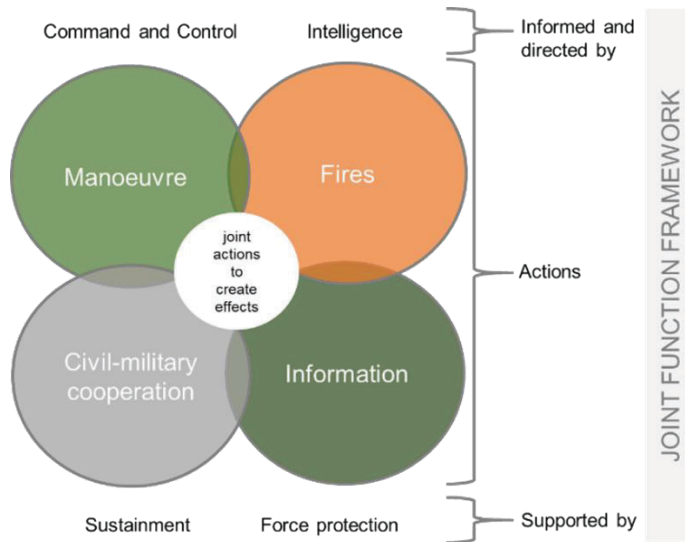 Command and Control
Intelligence
Informed and
directed by
Manoeuvre
Fires
joint
actions
to
create
effects
Actions
Civil-military
cooperation
Information
Sustainment
Force protection
Supported by
JOINT FUNCTION FRAMEWORK